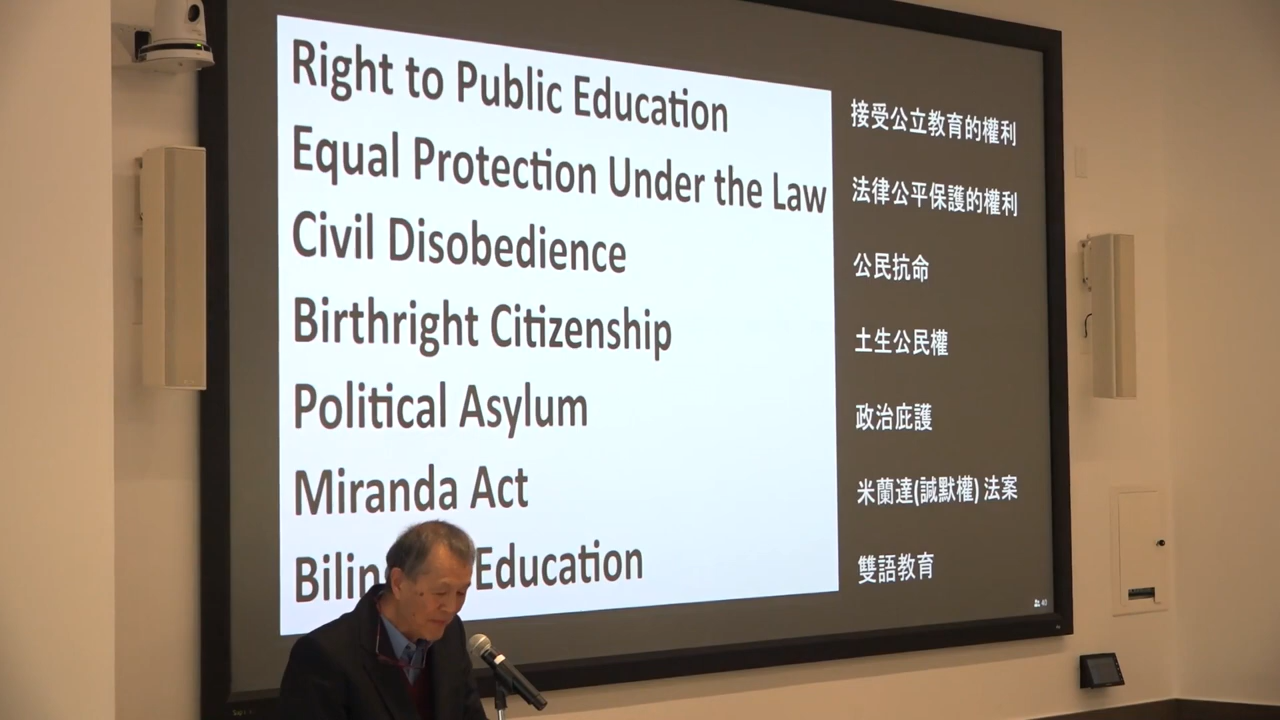 Right to Public Education
接受公立教育的權利
Equal Protection Under the Law
法律公平保護的權利
Civil Disobedience
公民抗命
Birthright Citizenship
土生公民權
Political Asylum
政治庇護
Miranda Act
米蘭達(誠默權) 法案
Education
雙語教育
40